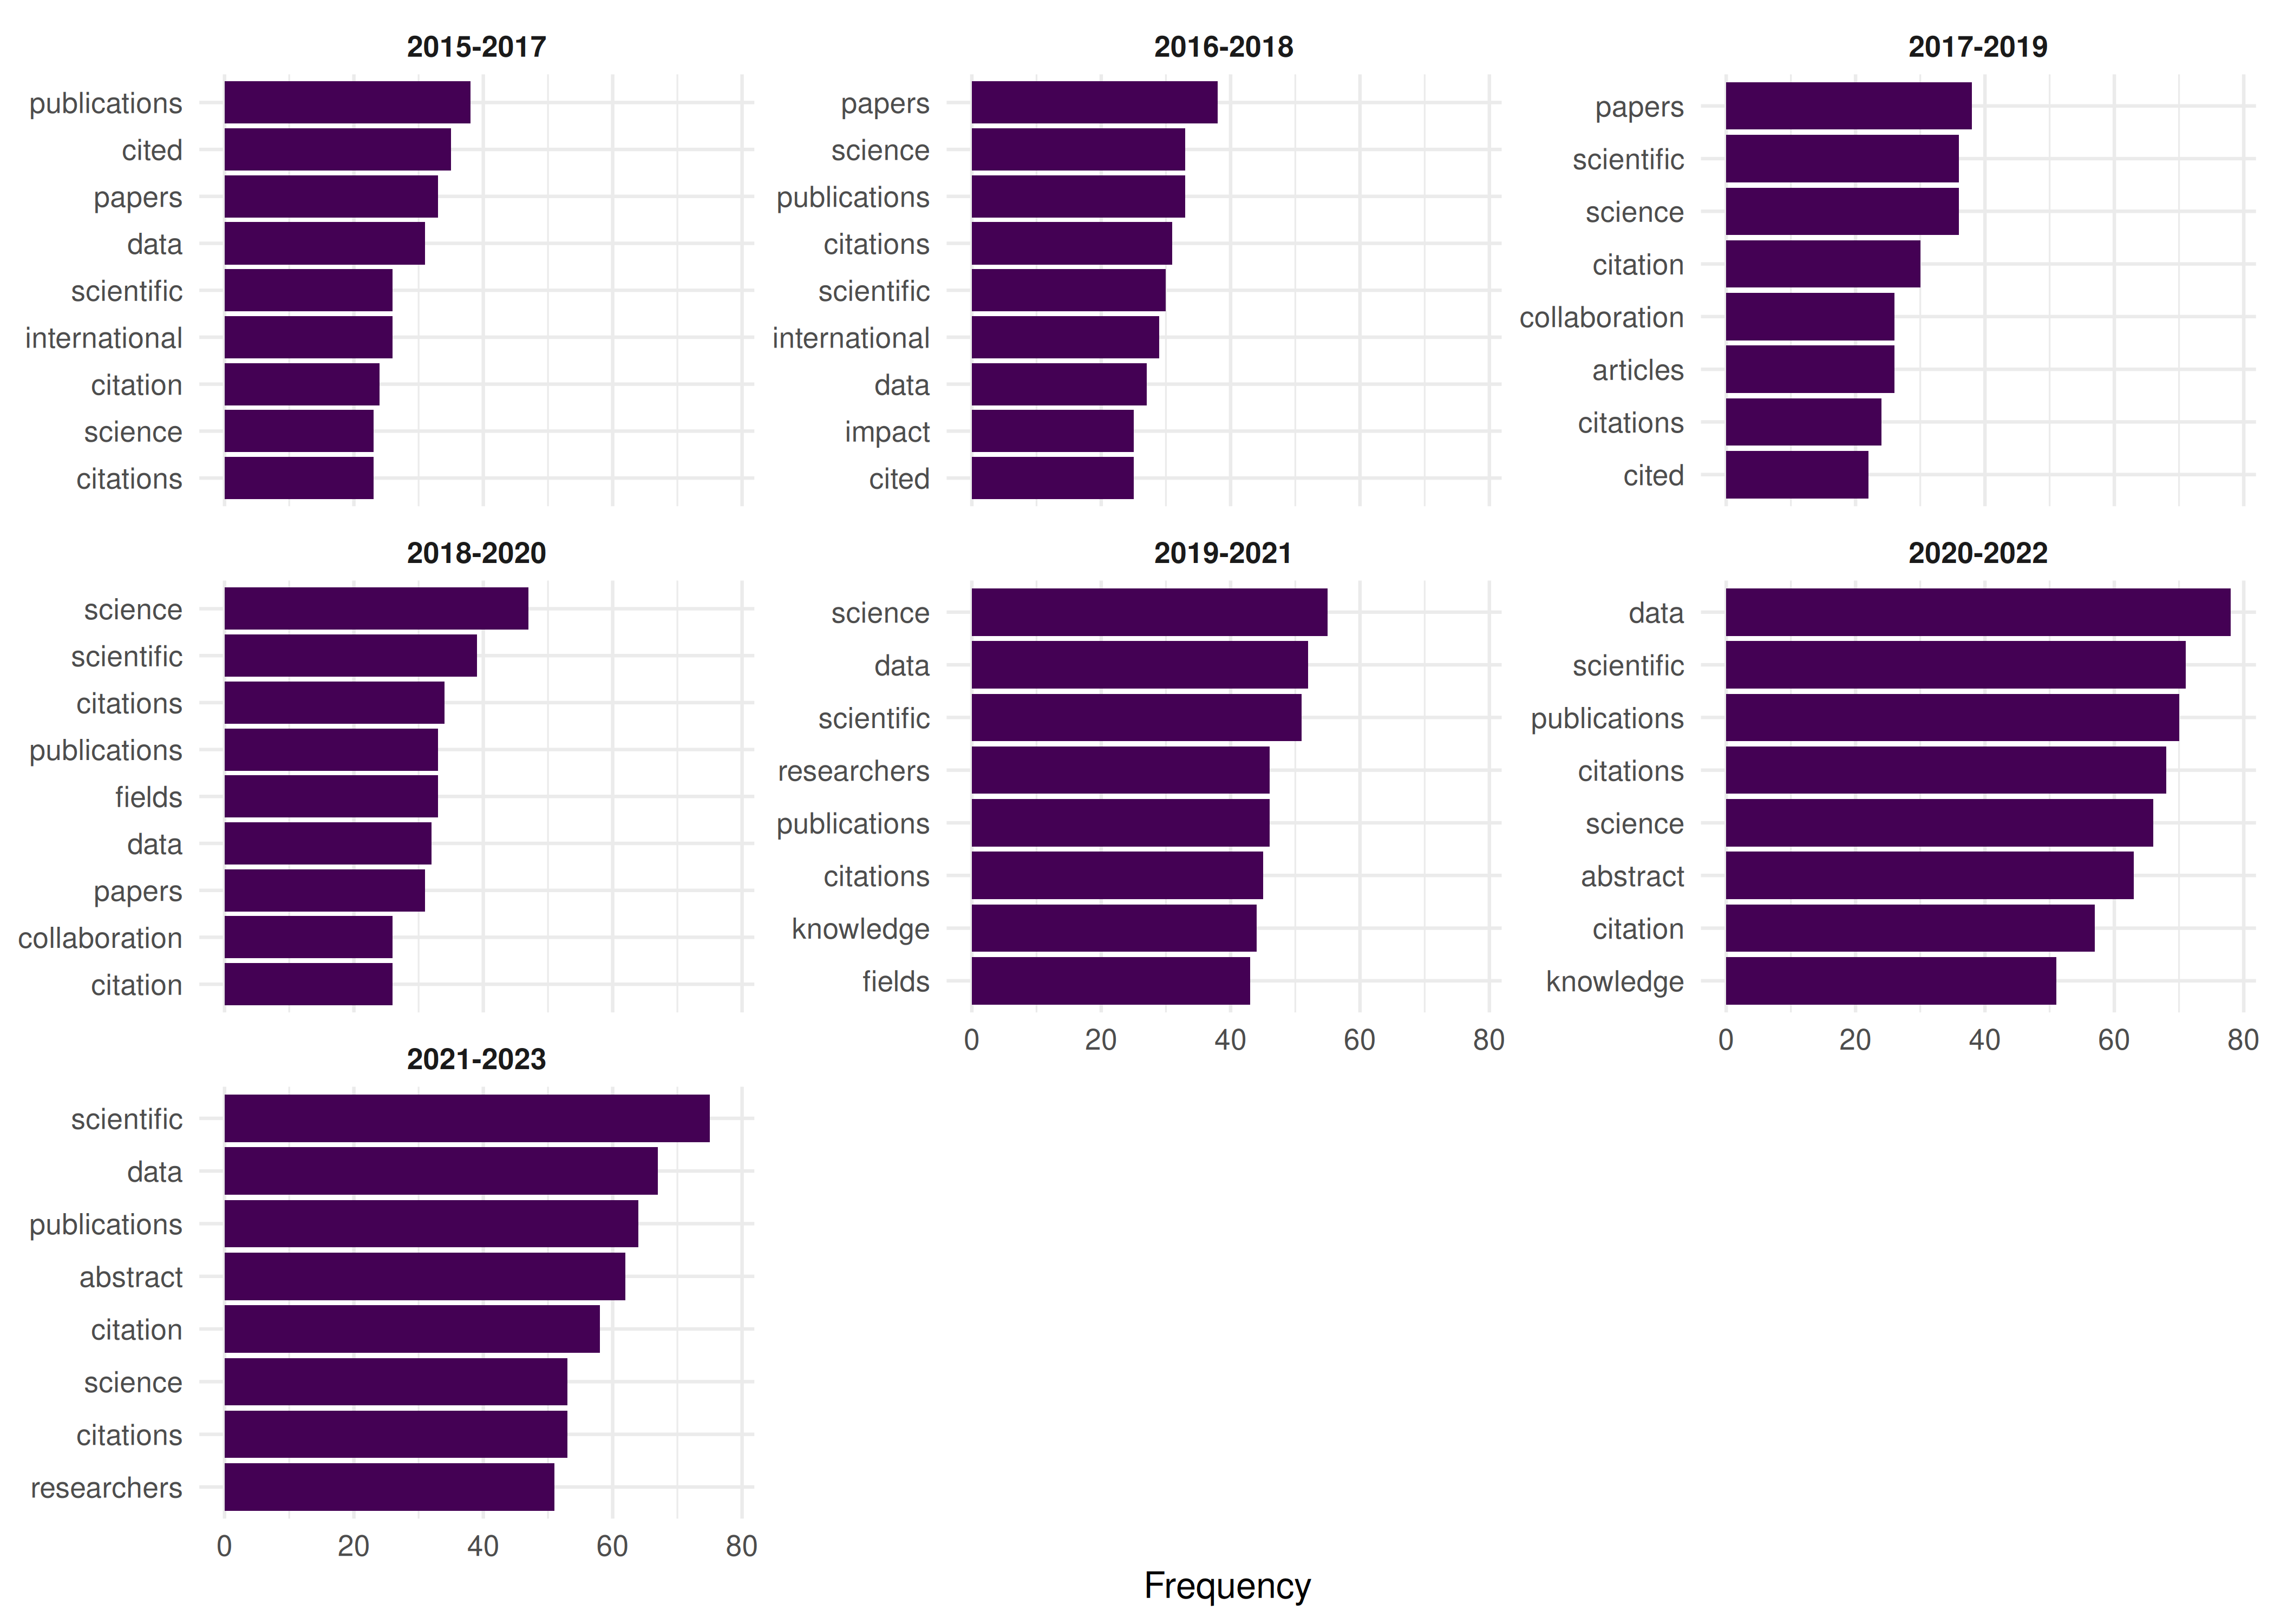 2015-2017
publications
cited
papers
data
scientific
international
citation
science
citations
2016-2018
papers
science
publications
citations
scientific
international
data
impact
cited
2017-2019
papers
scientific
science
citation
collaboration
articles
citations
cited
2018-2020
science
scientific
citations
publications
fields
data
papers
collaboration
citation
2019-2021
science
data
scientific
researchers
publications
citations
knowledge
fields
0 20 40 60 80
2020-2022
data
scientific
publications
citations
science
abstract
citation
knowledge
0 20 40 60 80
2021-2023
scientific
data
publications
abstract
citation
science
citations
researchers
0 20 40 60 80
Frequency